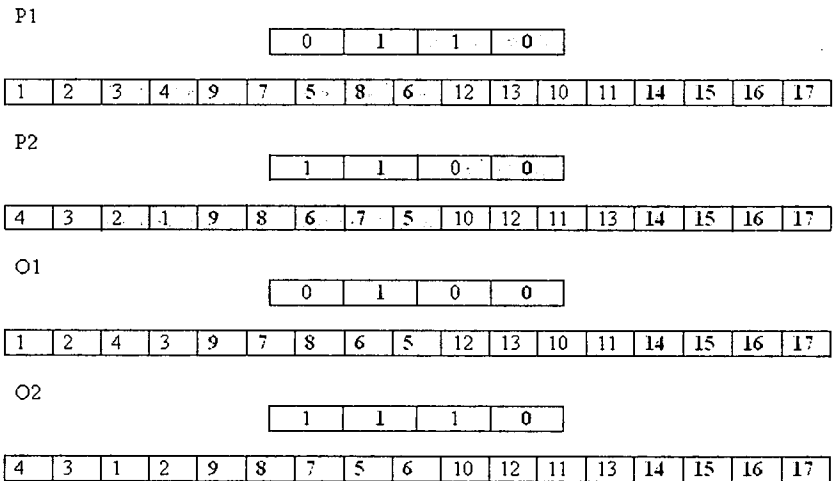 P1
0 1 1 0
1 2 3 4 9 7 5 8 6 12 13 10 11 14 15 16 17
P2
1 1 0 0
4 3 2 1 9 8 6 7 5 10 12 11 13 14 15 16 17
O1
0 1 0 0
1 2 4 3 9 7 8 6 5 12 13 10 11 14 15 16 17
O2
1 1 1 0
4 3 1 2 9 8 7 5 6 10 12 11 13 14 15 16 17